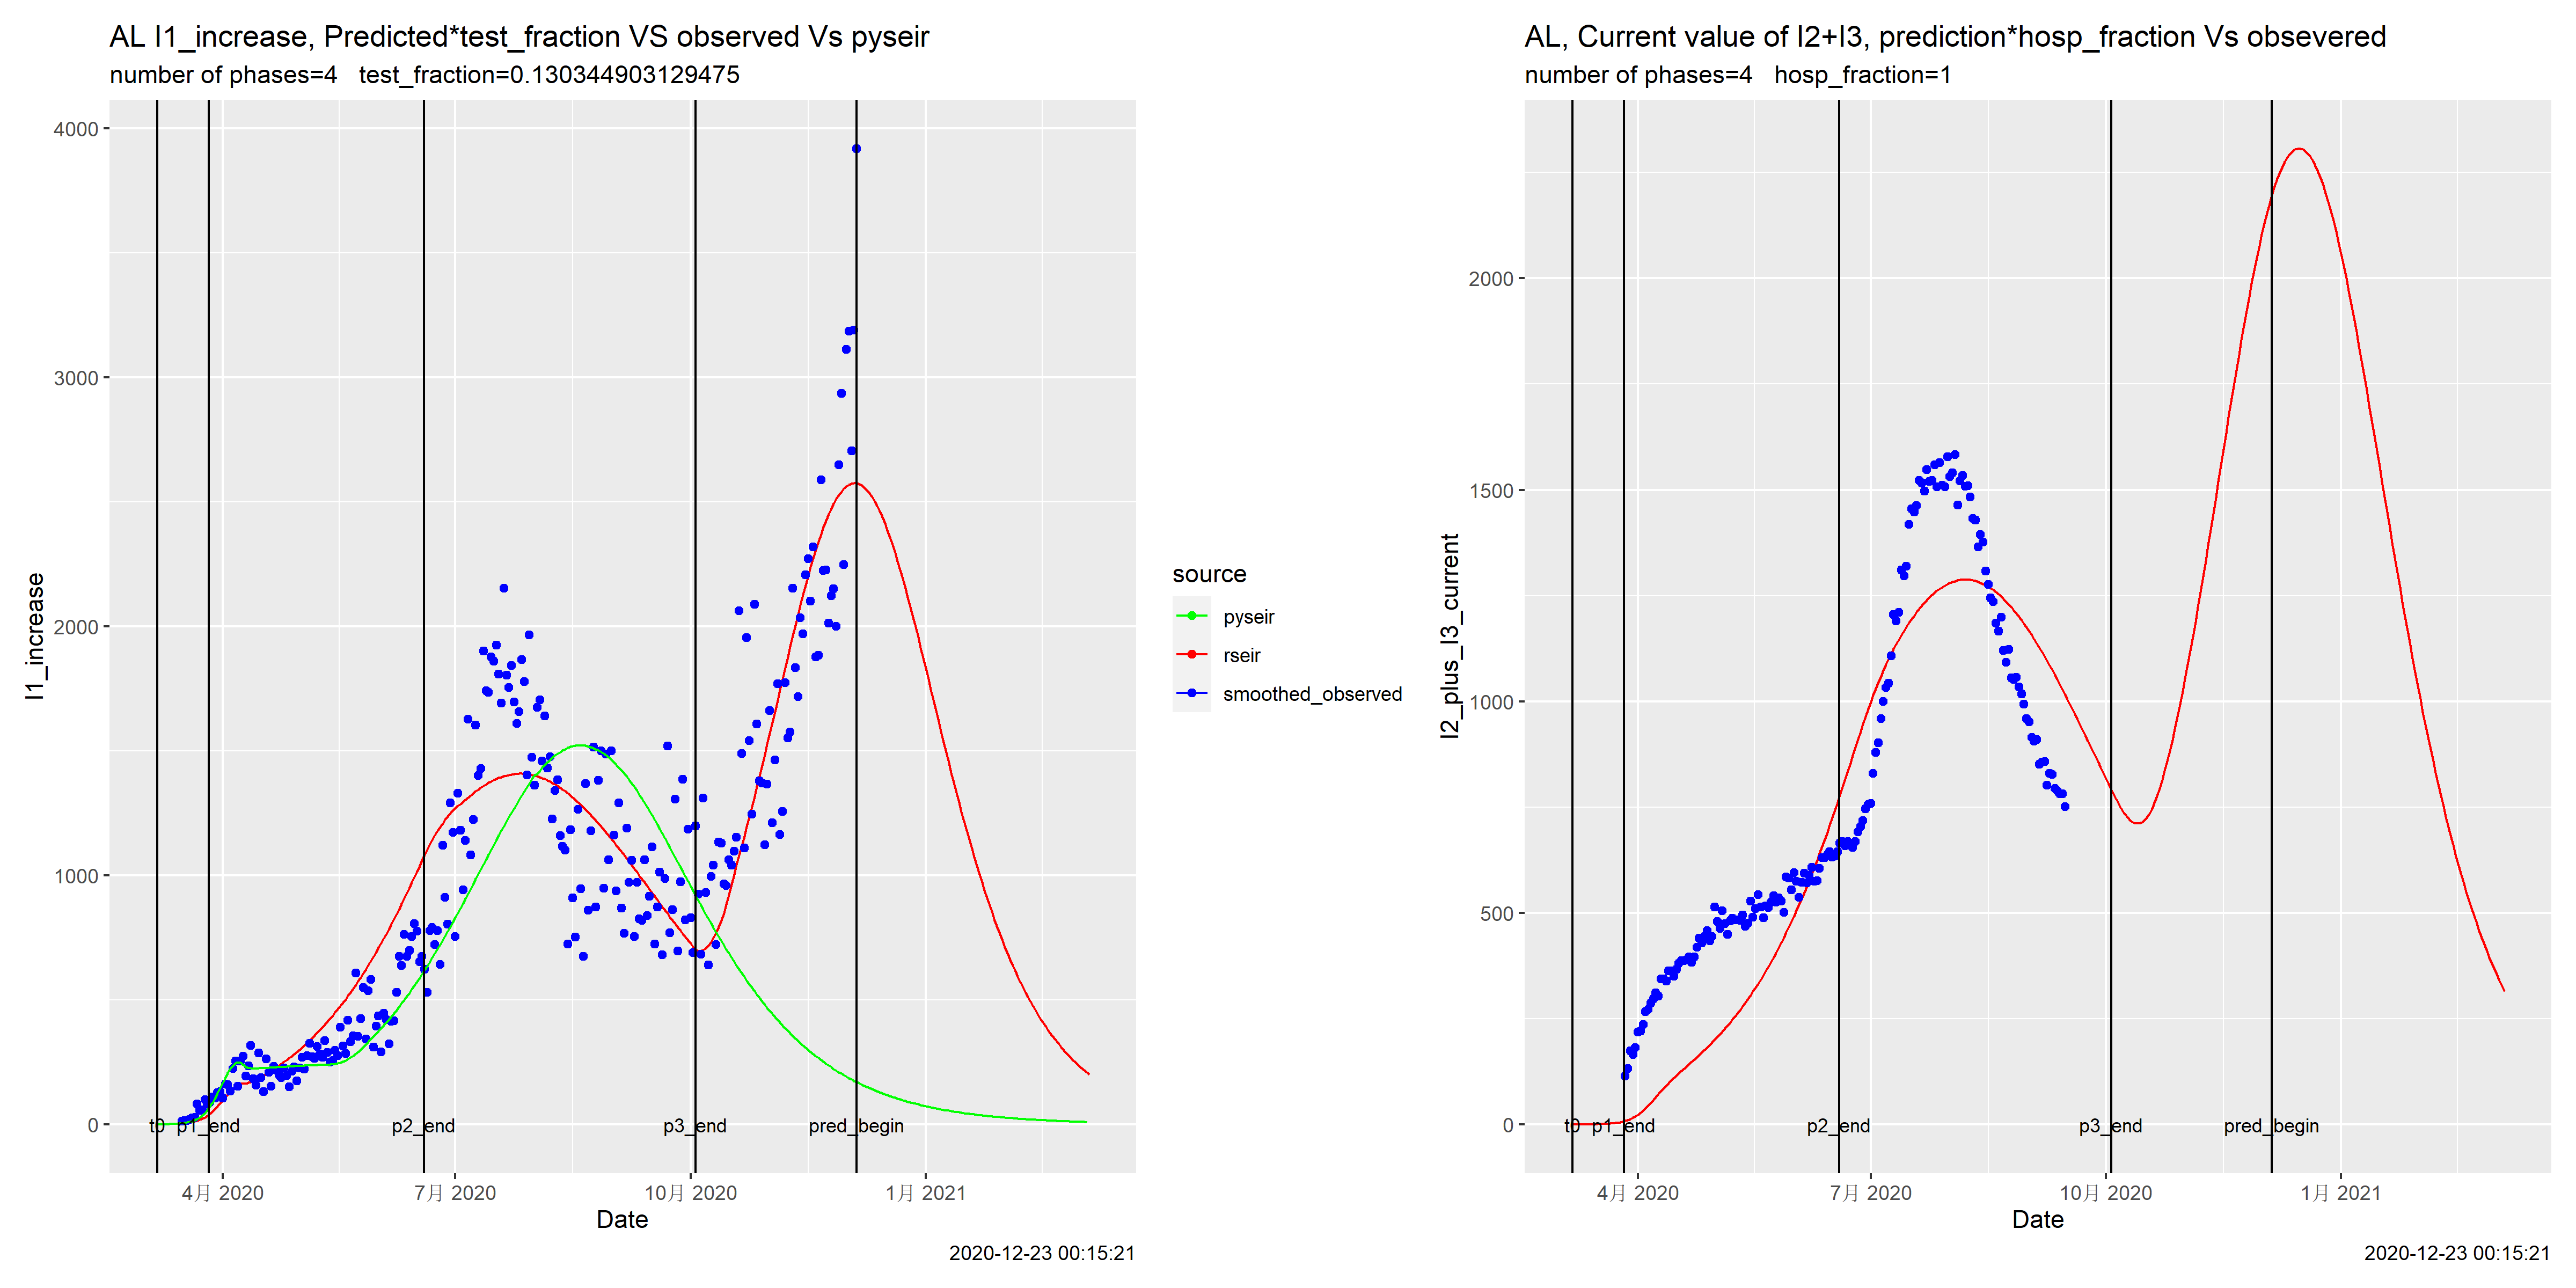 AL I1_increase, Predicted*test_fraction VS observed Vs pyseir
number of phases=4   test_fraction=0.130344903129475
4000
3000
2000
1000
0
I1_increase
t0 p1_end p2_end p3_end pred_begin
4月 2020 7月 2020 10月 2020 1月 2021
Date
2020-12-23 00:15:21
source
pyseir
rseir
smoothed_observed
AL, Current value of I2+I3, prediction*hosp_fraction Vs obsevered
number of phases=4   hosp_fraction=1
2000
1500
1000
500
0
I2_plus_I3_current
t0 p1_end p2_end p3_end pred_begin
4月 2020 7月 2020 10月 2020 1月 2021
Date
2020-12-23 00:15:21